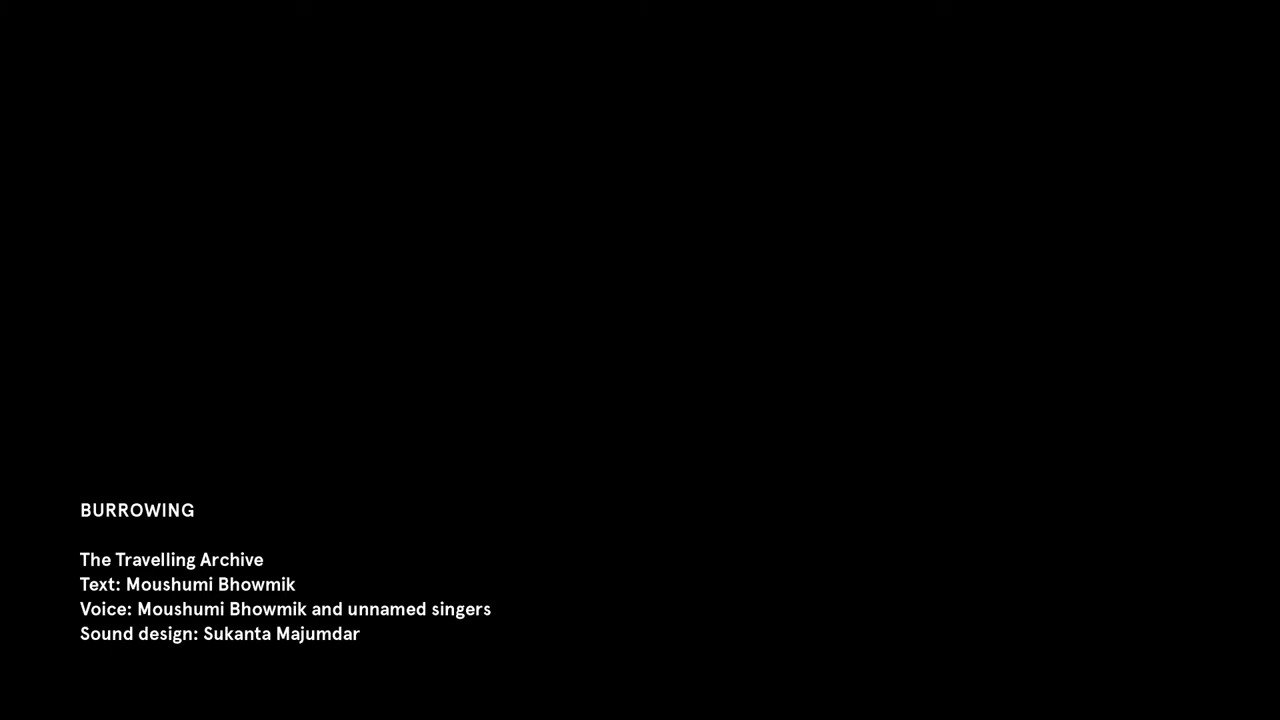 BURROWING
The Travelling Archive
Text: Moushumi Bhowmik
Voice: Moushumi Bhowmik and unnamed singers
Sound design: Sukanta Majumdar